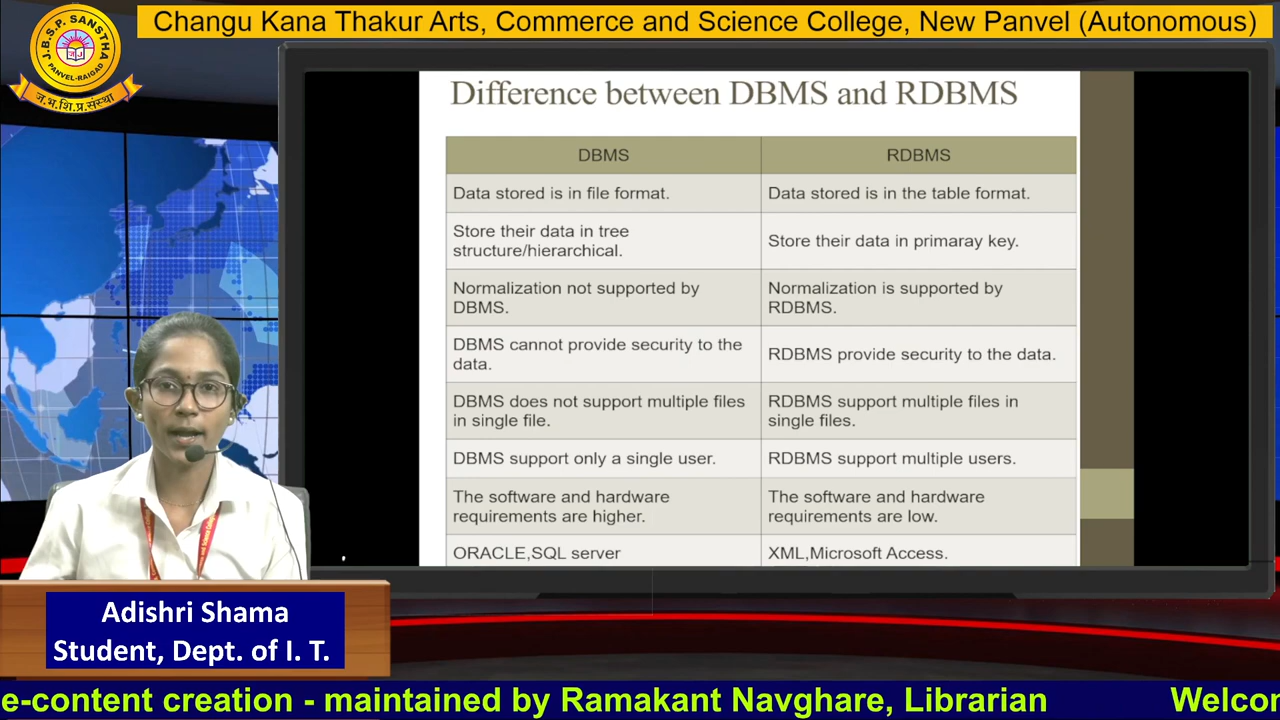 Changu Kana Thakur Arts, Commerce and Science College, New Panvel (Autonomous)
J.B.S.P. SANSTHA
PANVEL-RAIGAD
ज.भ.शि.प्र.संस्था
Difference between DBMS and RDBMS
DBMS
RDBMS
Data stored is in file format.
Data stored is in the table format.
Store their data in tree
structure/hierarchical.
Store their data in primaray key.
Normalization not supported by
DBMS.
Normalization is supported by
RDBMS.
DBMS cannot provide security to the
data.
RDBMS provide security to the data.
DBMS does not support multiple files
in single file.
RDBMS support multiple files in
single files.
DBMS support only a single user.
RDBMS support multiple users.
The software and hardware
requirements are higher.
The software and hardware
requirements are low.
ORACLE,SQL server
XML,Microsoft Access.
Adishri Shama
Student, Dept. of I. T.
e-content creation - maintained by Ramakant Navghare, Librarian
Welcor